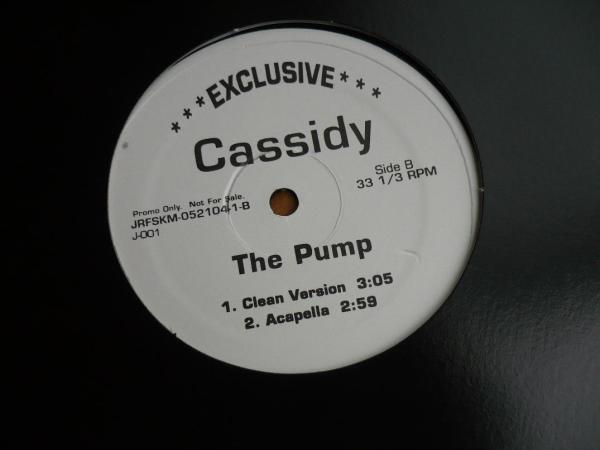 ***EXCLUSIVE***
Cassidy
Side B
33 1/3 RPM
Promo Only. Not For Sale.
JRFSKM-052104-1-B
J-001
The Pump
1. Clean Version 3:05
2. Acapella 2:59